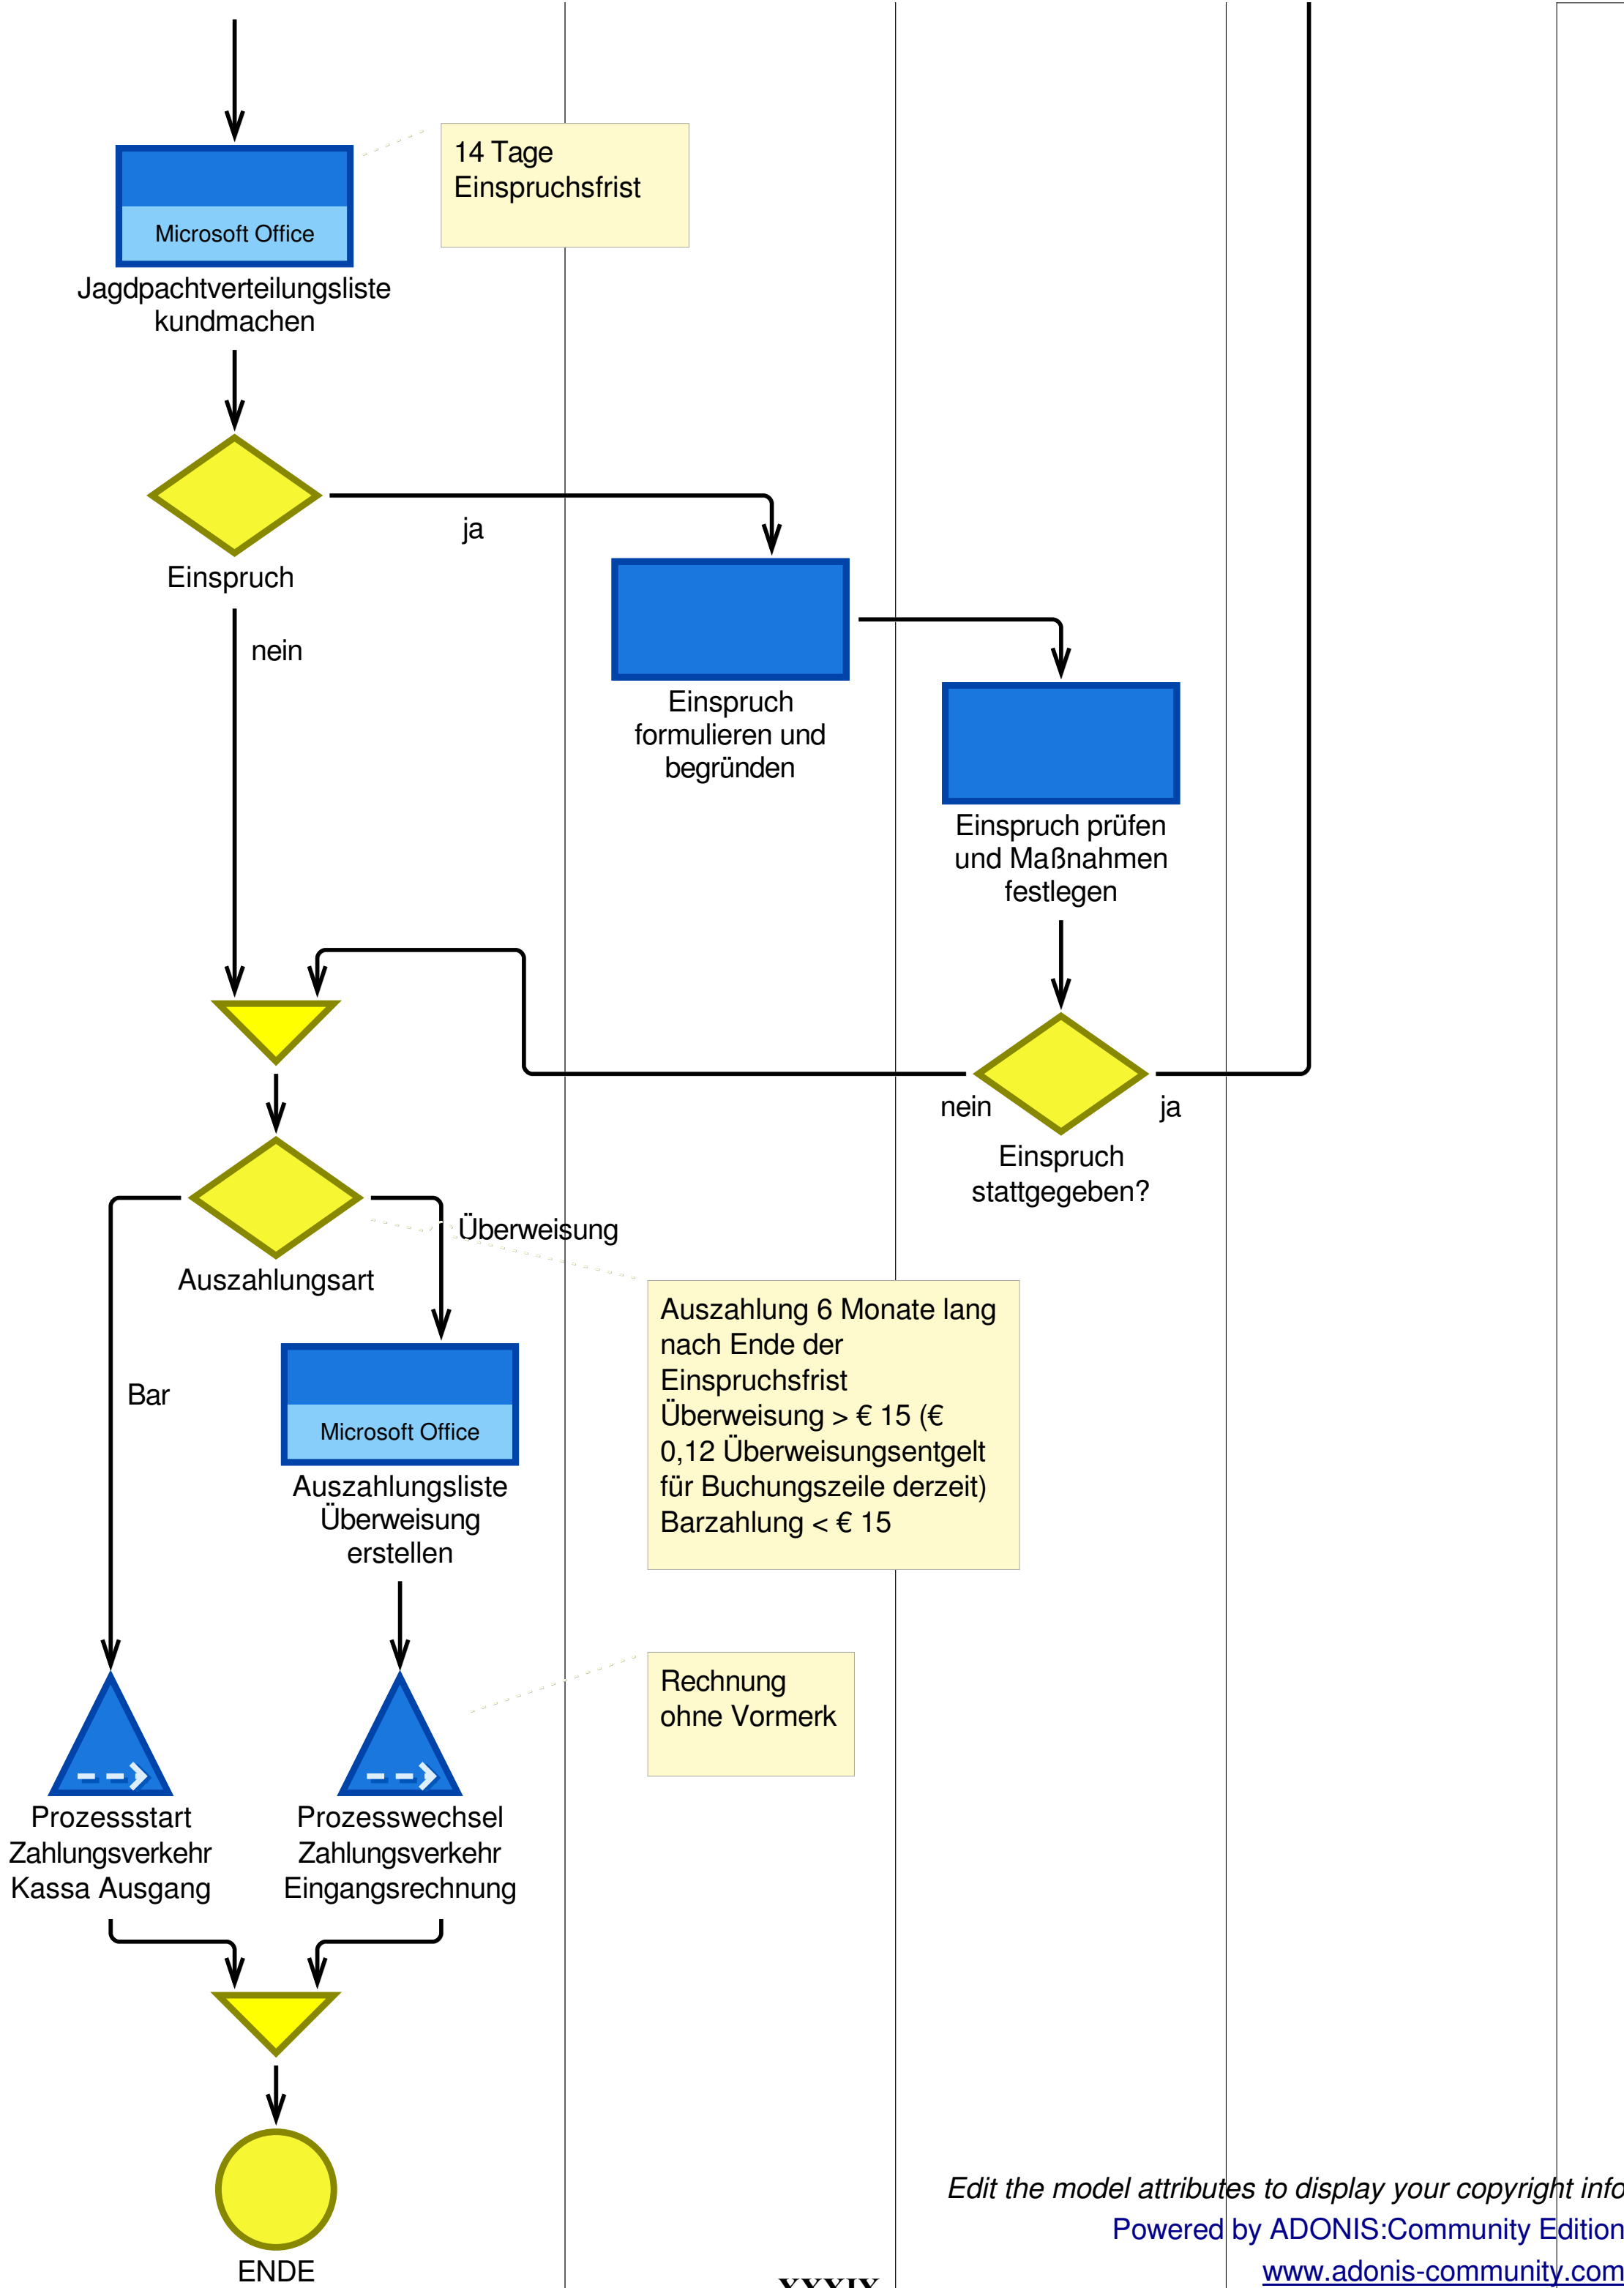 14 Tage
Einspruchsfrist
Microsoft Office
Jagdpachtverteilungsliste
kundmachen
ja
Einspruch
nein
Einspruch
formulieren und
begründen
Einspruch prüfen
und Maßnahmen
festlegen
nein
ja
Einspruch
stattgegeben?
Überweisung
Auszahlungsart
Auszahlung 6 Monate lang
nach Ende der
Einspruchsfrist
Überweisung > € 15 (€
0,12 Überweisungsentgelt
für Buchungszeile derzeit)
Barzahlung < € 15
Bar
Microsoft Office
Auszahlungsliste
Überweisung
erstellen
Rechnung
ohne Vormerk
Prozessstart
Zahlungsverkehr
Kassa Ausgang
Prozesswechsel
Zahlungsverkehr
Eingangsrechnung
ENDE
Edit the model attributes to display your copyright info
Powered by ADONIS:Community Edition
www.adonis-community.com
XXXIX